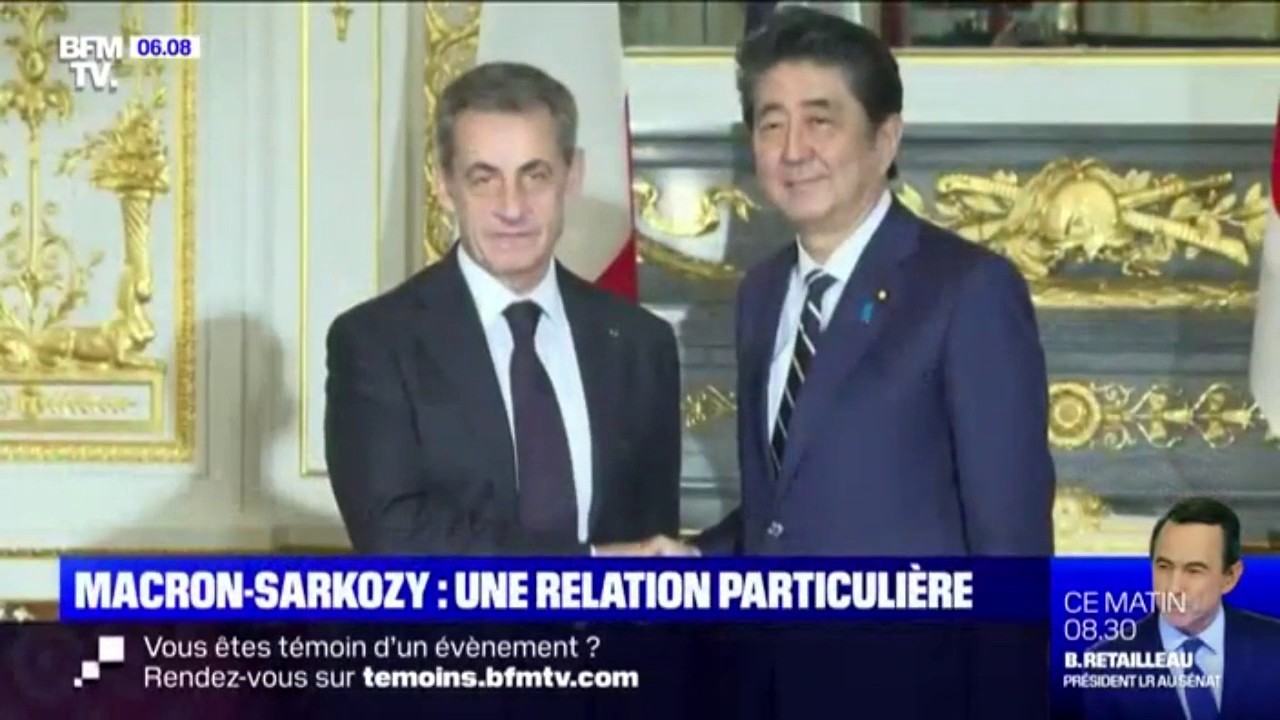 BFM
TV.
06.08
MACRON-SARKOZY : UNE RELATION PARTICULIÈRE
Vous êtes témoin d'un évènement ?
Rendez-vous sur temoins.bfmtv.com
CE MATIN
08.30
B. RETAILLEAU
PRÉSIDENT LR AU SÉNAT